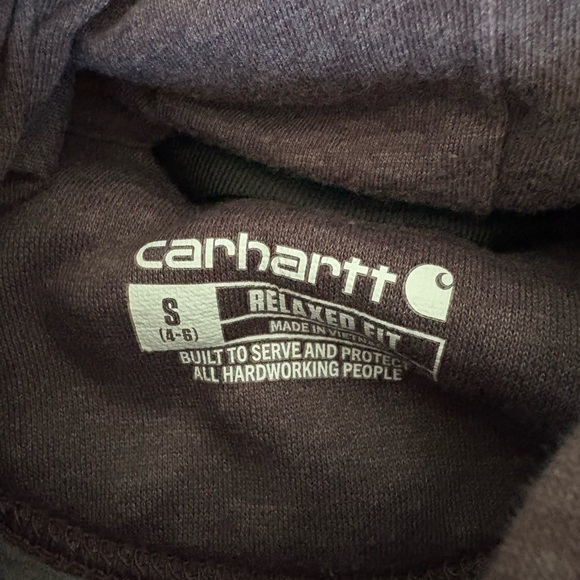 carhartt
S
(4-6)
RELAXED FIT
MADE IN VIETNAM
BUILT TO SERVE AND PROTECT
ALL HARDWORKING PEOPLE